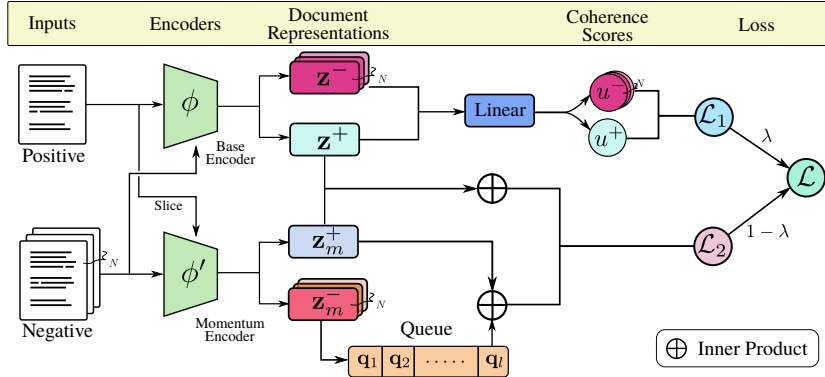 Inputs
Encoders
Document
Representations
Coherence
Scores
Loss
z⁻
N
ϕ
Positive
Base
Encoder
z⁺
Linear
u⁻
N
u⁺
ℒ₁
λ
ℒ
Slice
z⁺ₘ
ϕ′
N
Negative
Momentum
Encoder
z⁻ₘ
N
ℒ₂
1 − λ
Queue
q₁ q₂ ····· qₗ
Inner Product